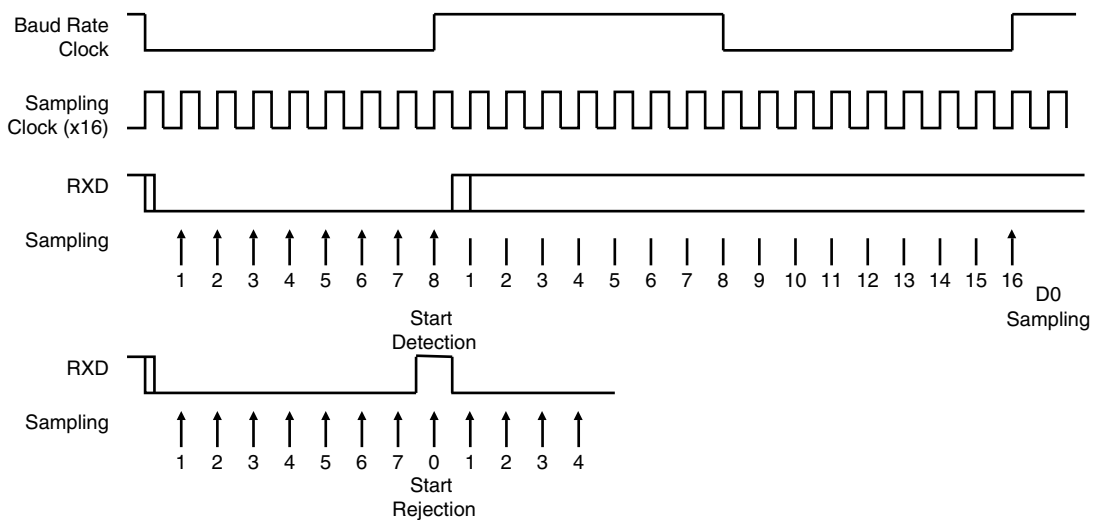 Baud Rate
Clock
Sampling
Clock (x16)
RXD
Sampling
1 2 3 4 5 6 7 8 1 2 3 4 5 6 7 8 9 10 11 12 13 14 15 16
D0
Sampling
Start
Detection
RXD
Sampling
1 2 3 4 5 6 7 0 1 2 3 4
Start
Rejection